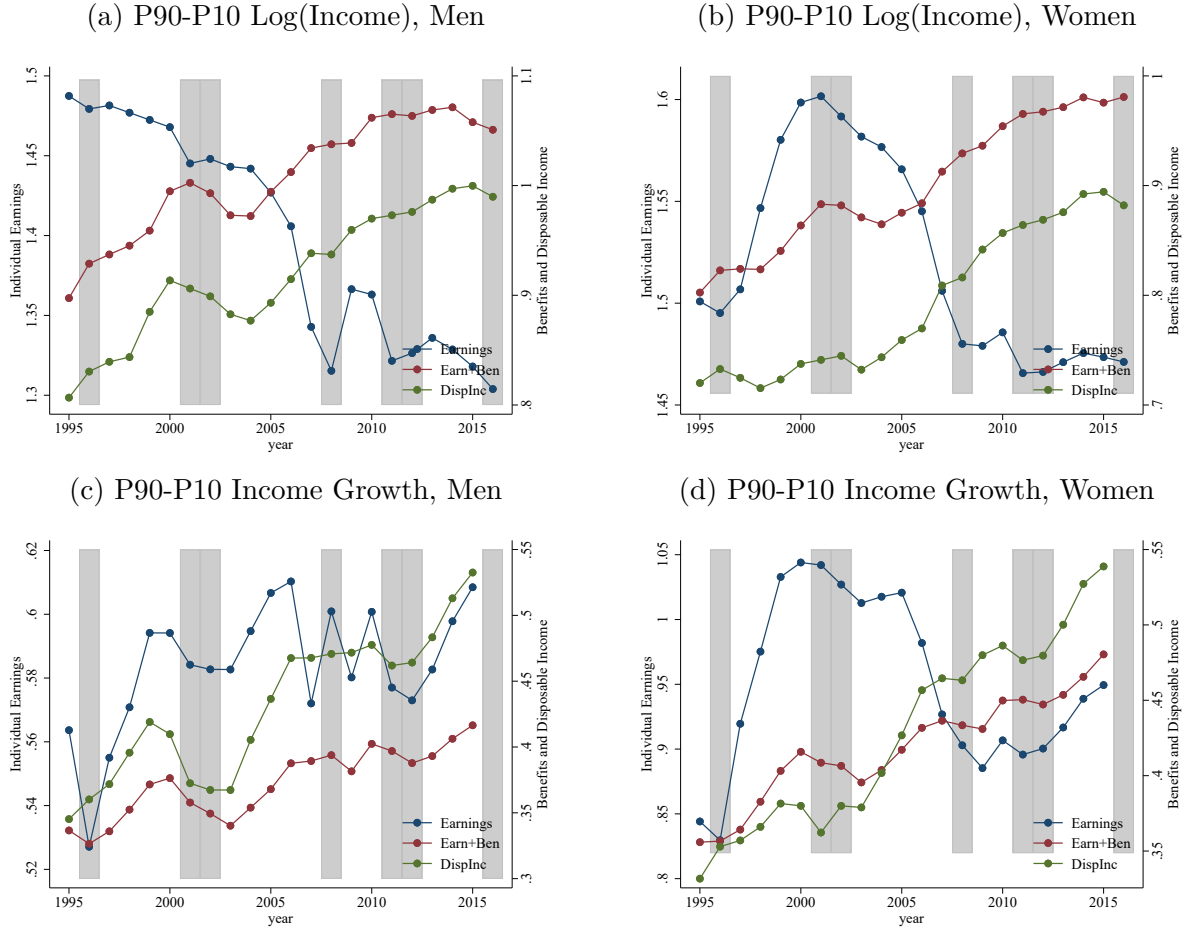 (a) P90-P10 Log(Income), Men
1.5
1.45
1.4
1.35
1.3
Individual Earnings
1.1
1
.9
.8
Benefits and Disposable Income
Earnings
Earn+Ben
DispInc
1995 2000 2005 2010 2015
year
(b) P90-P10 Log(Income), Women
1.6
1.55
1.5
1.45
Individual Earnings
1
.9
.8
.7
Benefits and Disposable Income
Earnings
Earn+Ben
DispInc
1995 2000 2005 2010 2015
year
(c) P90-P10 Income Growth, Men
.62
.6
.58
.56
.54
.52
Individual Earnings
.55
.5
.45
.4
.35
.3
Benefits and Disposable Income
Earnings
Earn+Ben
DispInc
1995 2000 2005 2010 2015
year
(d) P90-P10 Income Growth, Women
1.05
1
.95
.9
.85
.8
Individual Earnings
.55
.5
.45
.4
.35
Benefits and Disposable Income
Earnings
Earn+Ben
DispInc
1995 2000 2005 2010 2015
year